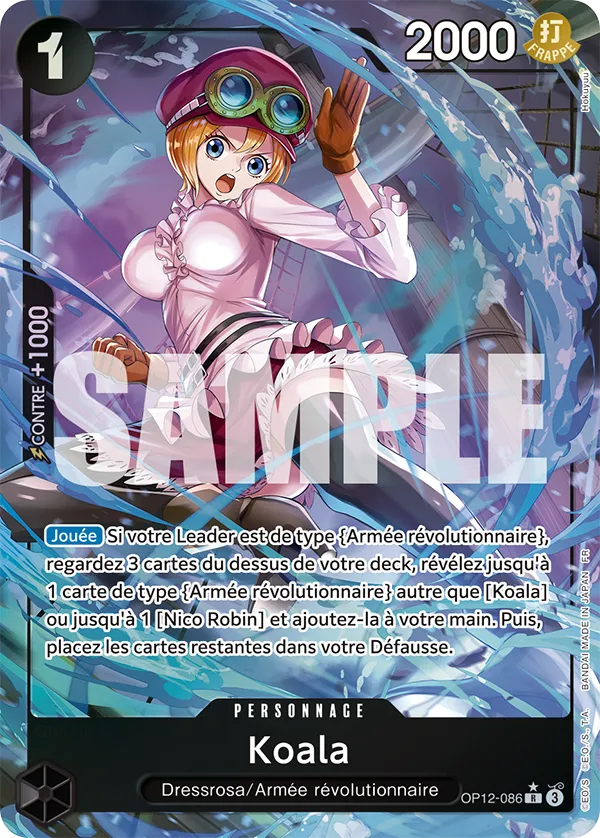 1
2000
打
FRAPPE
Hokuyuu
CONTRE +1000
SAMPLE
Jouée Si votre Leader est de type {Armée révolutionnaire},
regardez 3 cartes du dessus de votre deck, révélez jusqu'à
1 carte de type {Armée révolutionnaire} autre que [Koala]
ou jusqu'à 1 [Nico Robin] et ajoutez-la à votre main. Puis,
placez les cartes restantes dans votre Défausse.
PERSONNAGE
Koala
Dressrosa/Armée révolutionnaire
OP12-086 R 3
©E.O/S. ©E.O./S., T.A. BANDAI MADE IN JAPAN FR